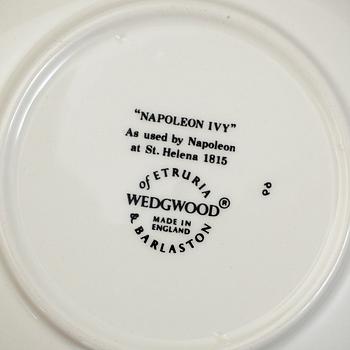 "NAPOLEON IVY"
As used by Napoleon
at St. Helena 1815
of ETRURIA
WEDGWOOD®
MADE IN
ENGLAND
& BARLASTON